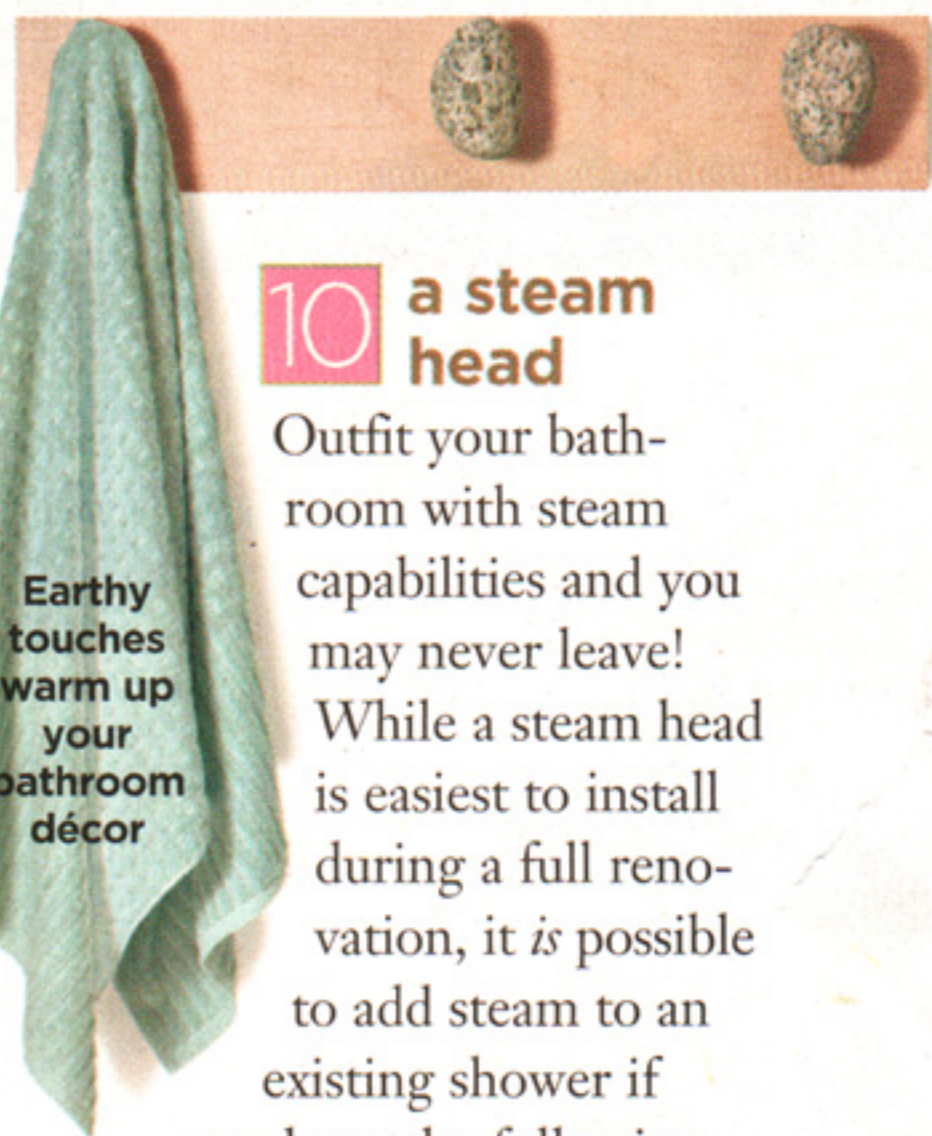 10
a steam
head
Outfit your bath-
room with steam
capabilities and you
may never leave!
While a steam head
is easiest to install
during a full reno-
vation, it is possible
to add steam to an
existing shower if
Earthy
touches
warm up
your
bathroom
décor